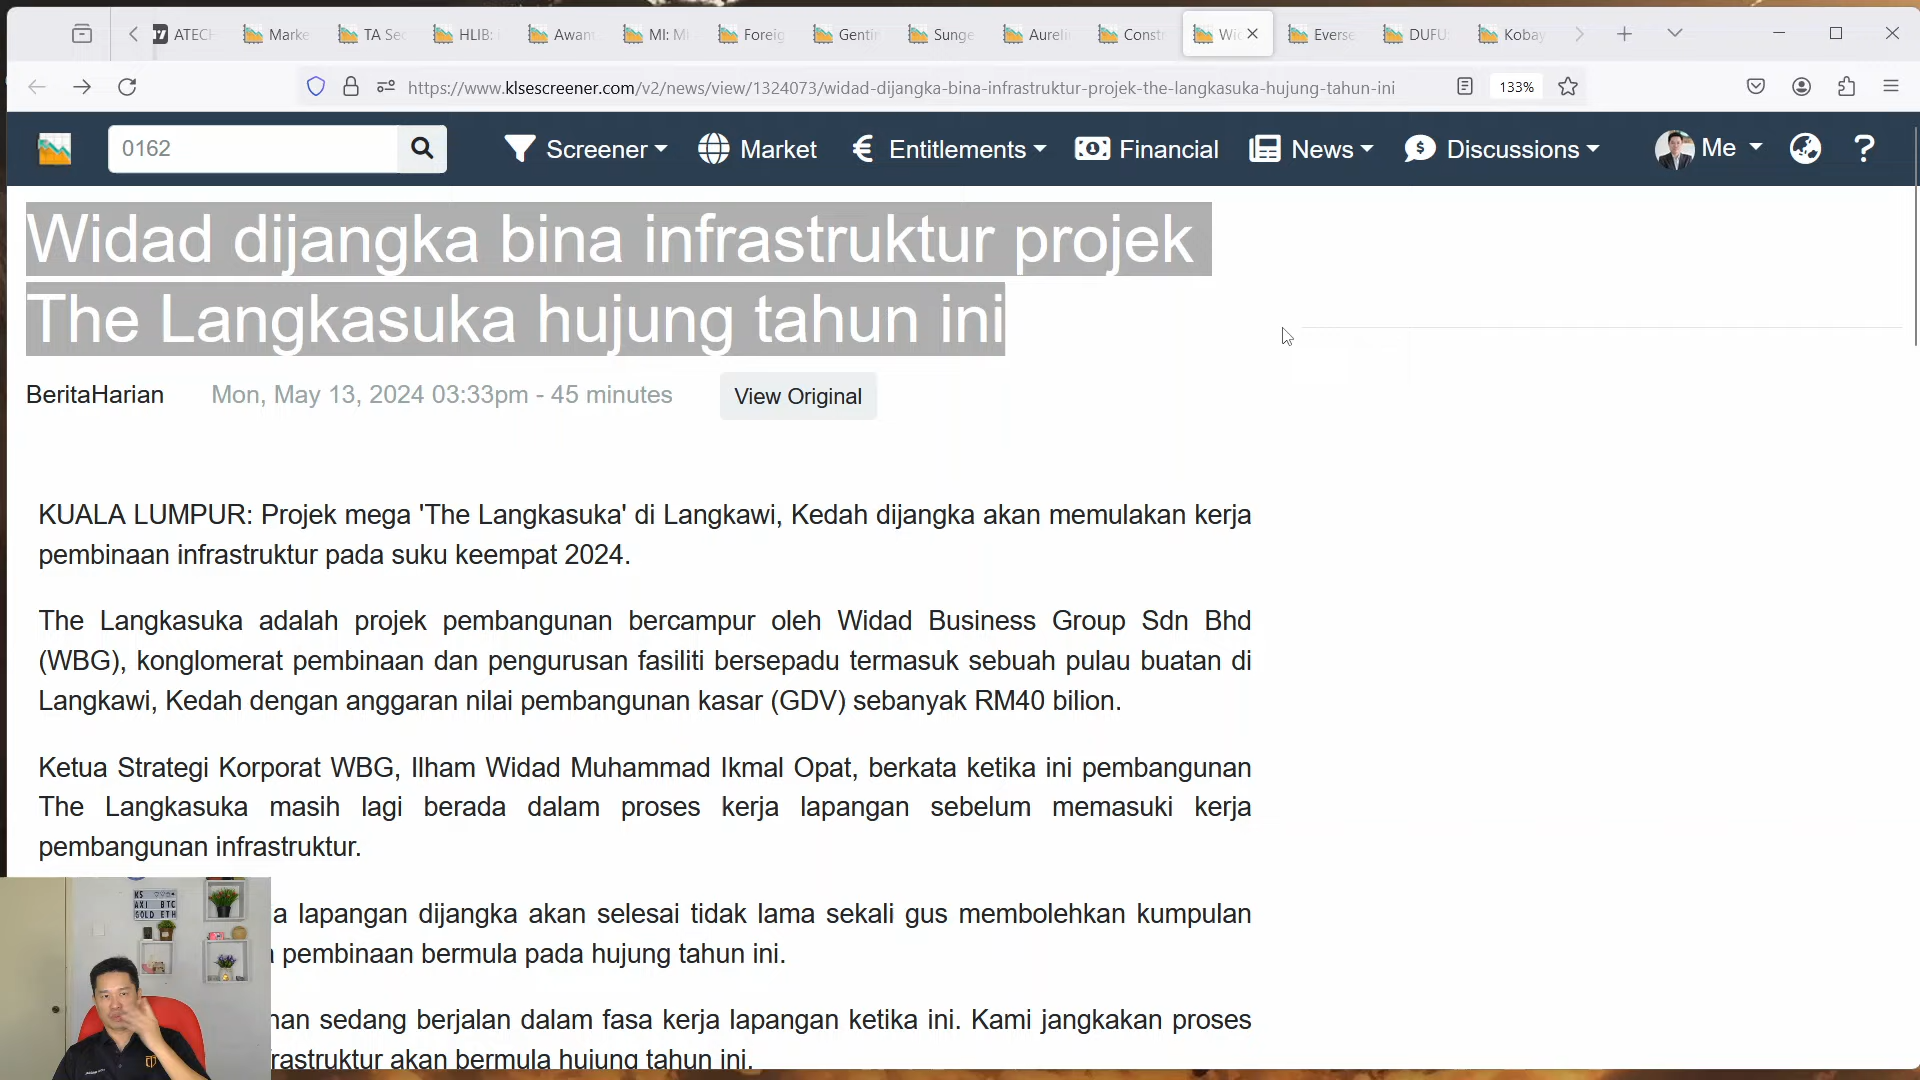 ATECH
Marke
TA Sec
HLIB:
Awan
MI: MI
Foreig
Genti
Sunge
Aureli
Constr
Wid
Everse
DUFU
Kobay
https://www.klsescreener.com/v2/news/view/1324073/widad-dijangka-bina-infrastruktur-projek-the-langkasuka-hujung-tahun-ini
133%
0162
Screener
Market
Entitlements
Financial
News
Discussions
Me
?
Widad dijangka bina infrastruktur projek
The Langkasuka hujung tahun ini
BeritaHarian Mon, May 13, 2024 03:33pm - 45 minutes View Original
KUALA LUMPUR: Projek mega 'The Langkasuka' di Langkawi, Kedah dijangka akan memulakan kerja
pembinaan infrastruktur pada suku keempat 2024.
The Langkasuka adalah projek pembangunan bercampur oleh Widad Business Group Sdn Bhd
(WBG), konglomerat pembinaan dan pengurusan fasiliti bersepadu termasuk sebuah pulau buatan di
Langkawi, Kedah dengan anggaran nilai pembangunan kasar (GDV) sebanyak RM40 bilion.
Ketua Strategi Korporat WBG, Ilham Widad Muhammad Ikmal Opat, berkata ketika ini pembangunan
The Langkasuka masih lagi berada dalam proses kerja lapangan sebelum memasuki kerja
pembangunan infrastruktur.
a lapangan dijangka akan selesai tidak lama sekali gus membolehkan kumpulan
pembinaan bermula pada hujung tahun ini.
nan sedang berjalan dalam fasa kerja lapangan ketika ini. Kami jangkakan proses
rastruktur akan bermula hujung tahun ini.
KS
AXI BTC
GOLD ETH